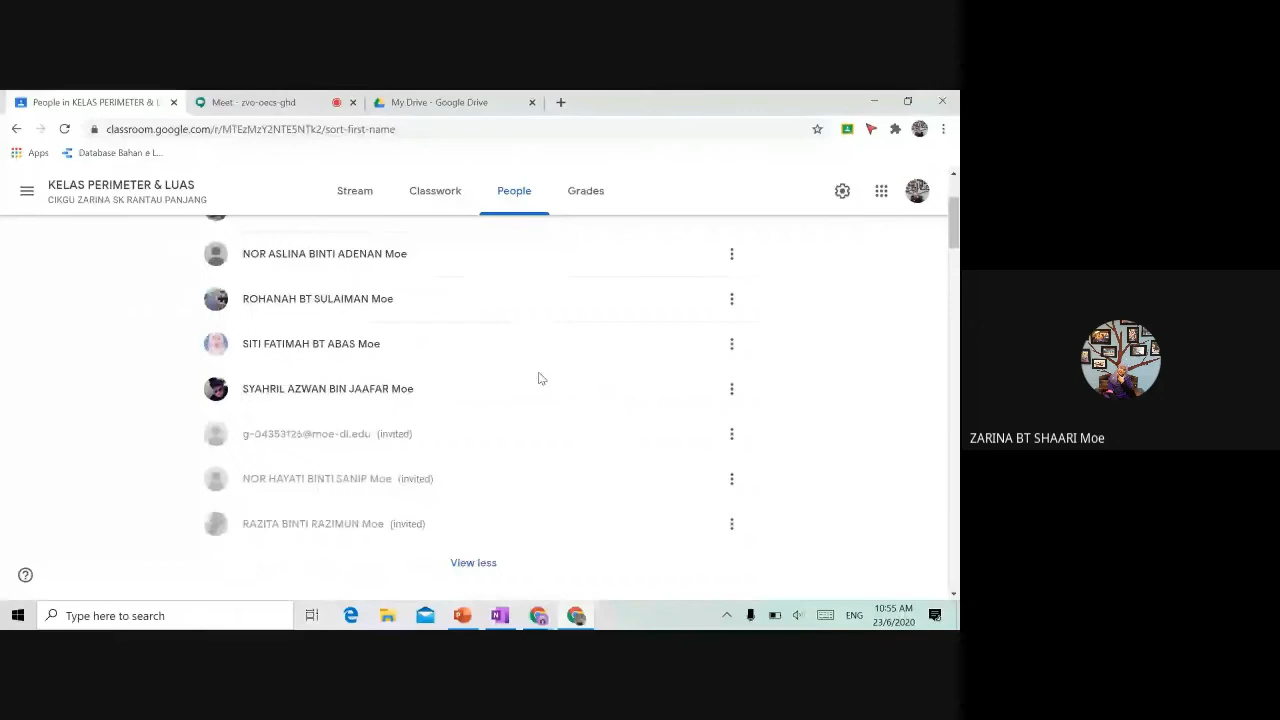 People in KELAS PERIMETER & L
Meet - zvo-oecs-ghd
My Drive - Google Drive
classroom.google.com/r/MTEzMzY2NTE5NTk2/sort-first-name
Apps
Database Bahan e L...
KELAS PERIMETER & LUAS
CIKGU ZARINA SK RANTAU PANJANG
Stream
Classwork
People
Grades
NOR ASLINA BINTI ADENAN Moe
ROHANAH BT SULAIMAN Moe
SITI FATIMAH BT ABAS Moe
SYAHRIL AZWAN BIN JAAFAR Moe
g-04353126@moe-dl.edu (invited)
NOR HAYATI BINTI SANIP Moe (invited)
RAZITA BINTI RAZIMUN Moe (invited)
View less
ZARINA BT SHAARI Moe
Type here to search
ENG
10:55 AM
23/6/2020